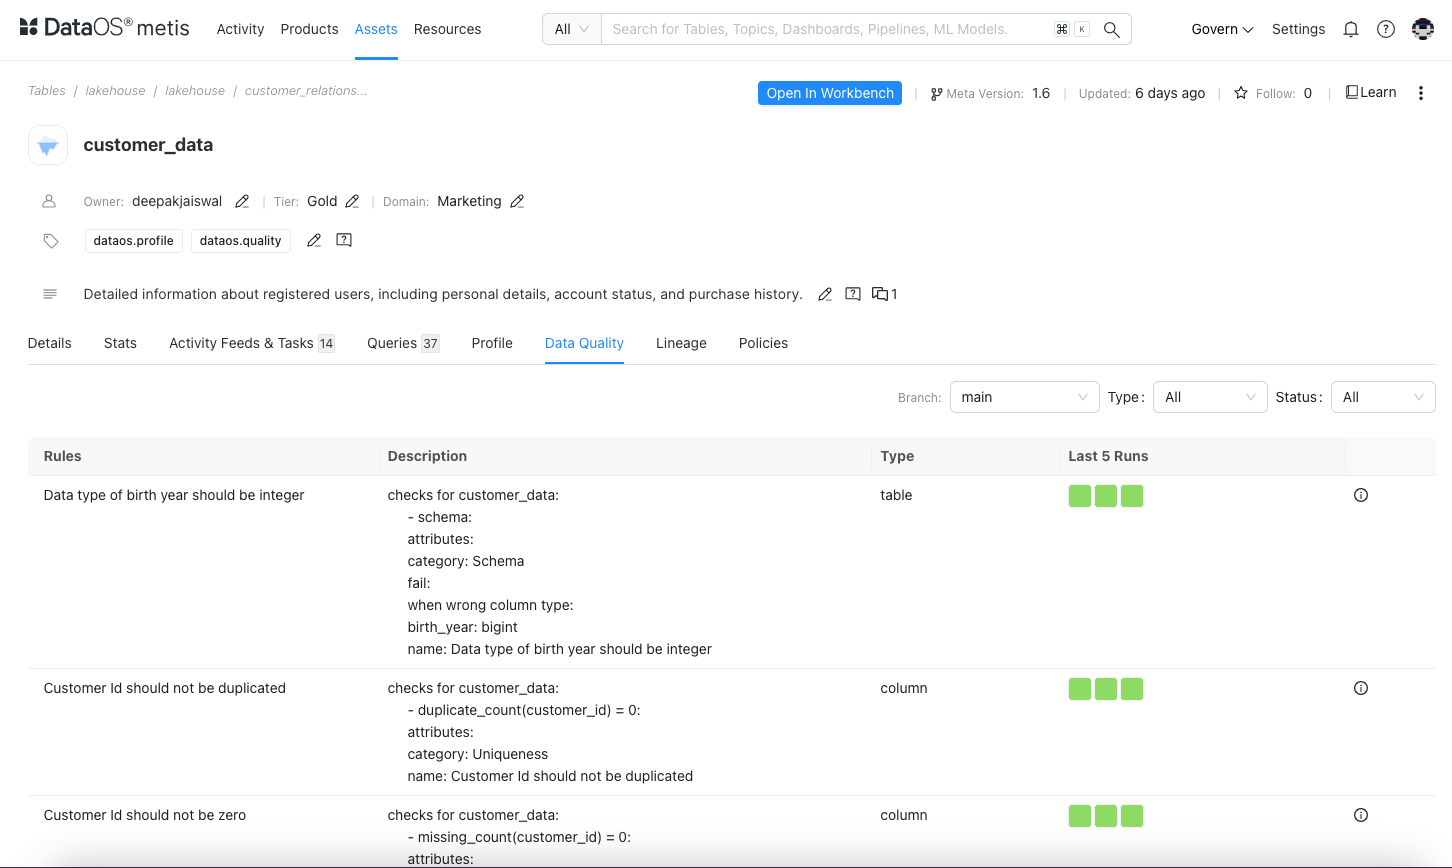 DataOS® metis Activity Products Assets Resources All Search for Tables, Topics, Dashboards, Pipelines, ML Models. ⌘ K Govern Settings
Tables / lakehouse / lakehouse / customer_relations... Open In Workbench | Meta Version: 1.6 | Updated: 6 days ago | Follow: 0 | Learn
customer_data
Owner: deepakjaiswal | Tier: Gold | Domain: Marketing
dataos.profile dataos.quality
Detailed information about registered users, including personal details, account status, and purchase history. 1
Details Stats Activity Feeds & Tasks 14 Queries 37 Profile Data Quality Lineage Policies
Branch: main Type: All Status: All
Rules Description Type Last 5 Runs
Data type of birth year should be integer checks for customer_data: table
- schema:
attributes:
category: Schema
fail:
when wrong column type:
birth_year: bigint
name: Data type of birth year should be integer
Customer Id should not be duplicated checks for customer_data: column
- duplicate_count(customer_id) = 0:
attributes:
category: Uniqueness
name: Customer Id should not be duplicated
Customer Id should not be zero checks for customer_data: column
- missing_count(customer_id) = 0:
attributes: